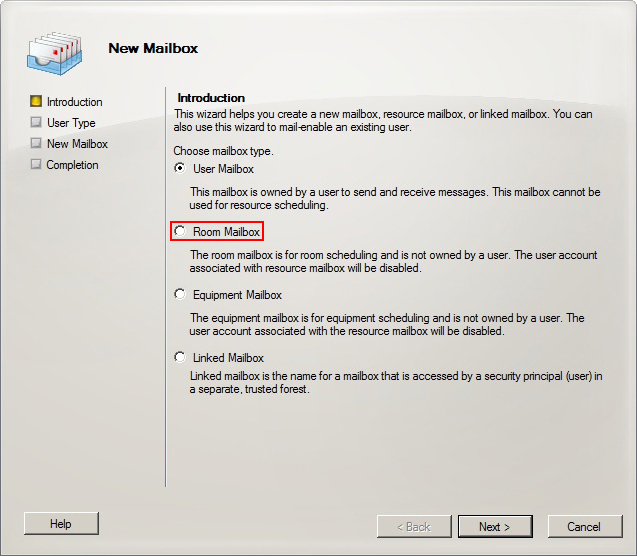 New Mailbox
Introduction
User Type
New Mailbox
Completion
Introduction
This wizard helps you create a new mailbox, resource mailbox, or linked mailbox. You can
also use this wizard to mail-enable an existing user.
Choose mailbox type.
User Mailbox
This mailbox is owned by a user to send and receive messages. This mailbox cannot be
used for resource scheduling.
Room Mailbox
The room mailbox is for room scheduling and is not owned by a user. The user account
associated with resource mailbox will be disabled.
Equipment Mailbox
The equipment mailbox is for equipment scheduling and is not owned by a user. The
user account associated with the resource mailbox will be disabled.
Linked Mailbox
Linked mailbox is the name for a mailbox that is accessed by a security principal (user) in
a separate, trusted forest.
Help
< Back
Next >
Cancel